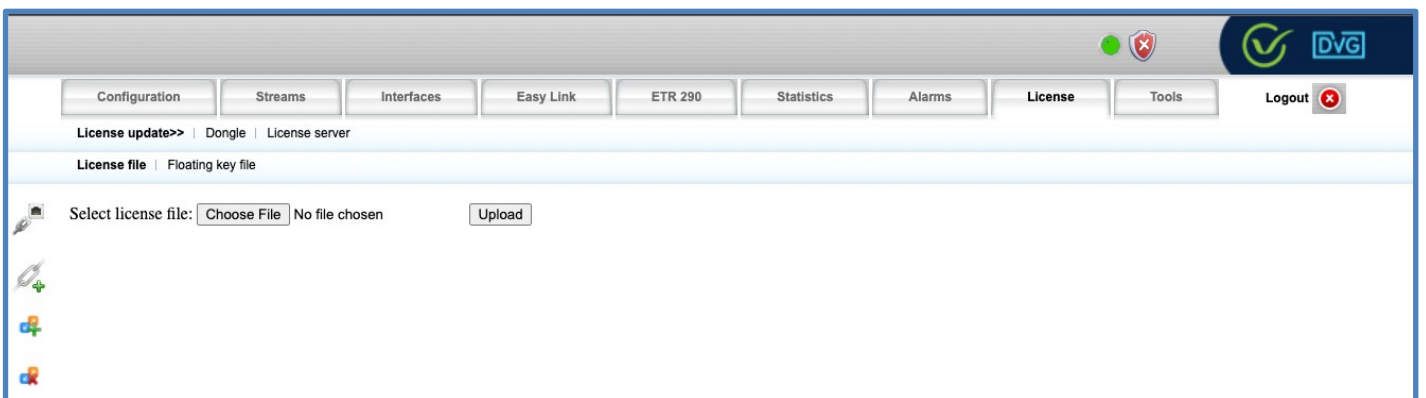 DVG
Configuration Streams Interfaces Easy Link ETR 290 Statistics Alarms License Tools Logout
License update>> | Dongle | License server
License file | Floating key file
Select license file: Choose File No file chosen Upload